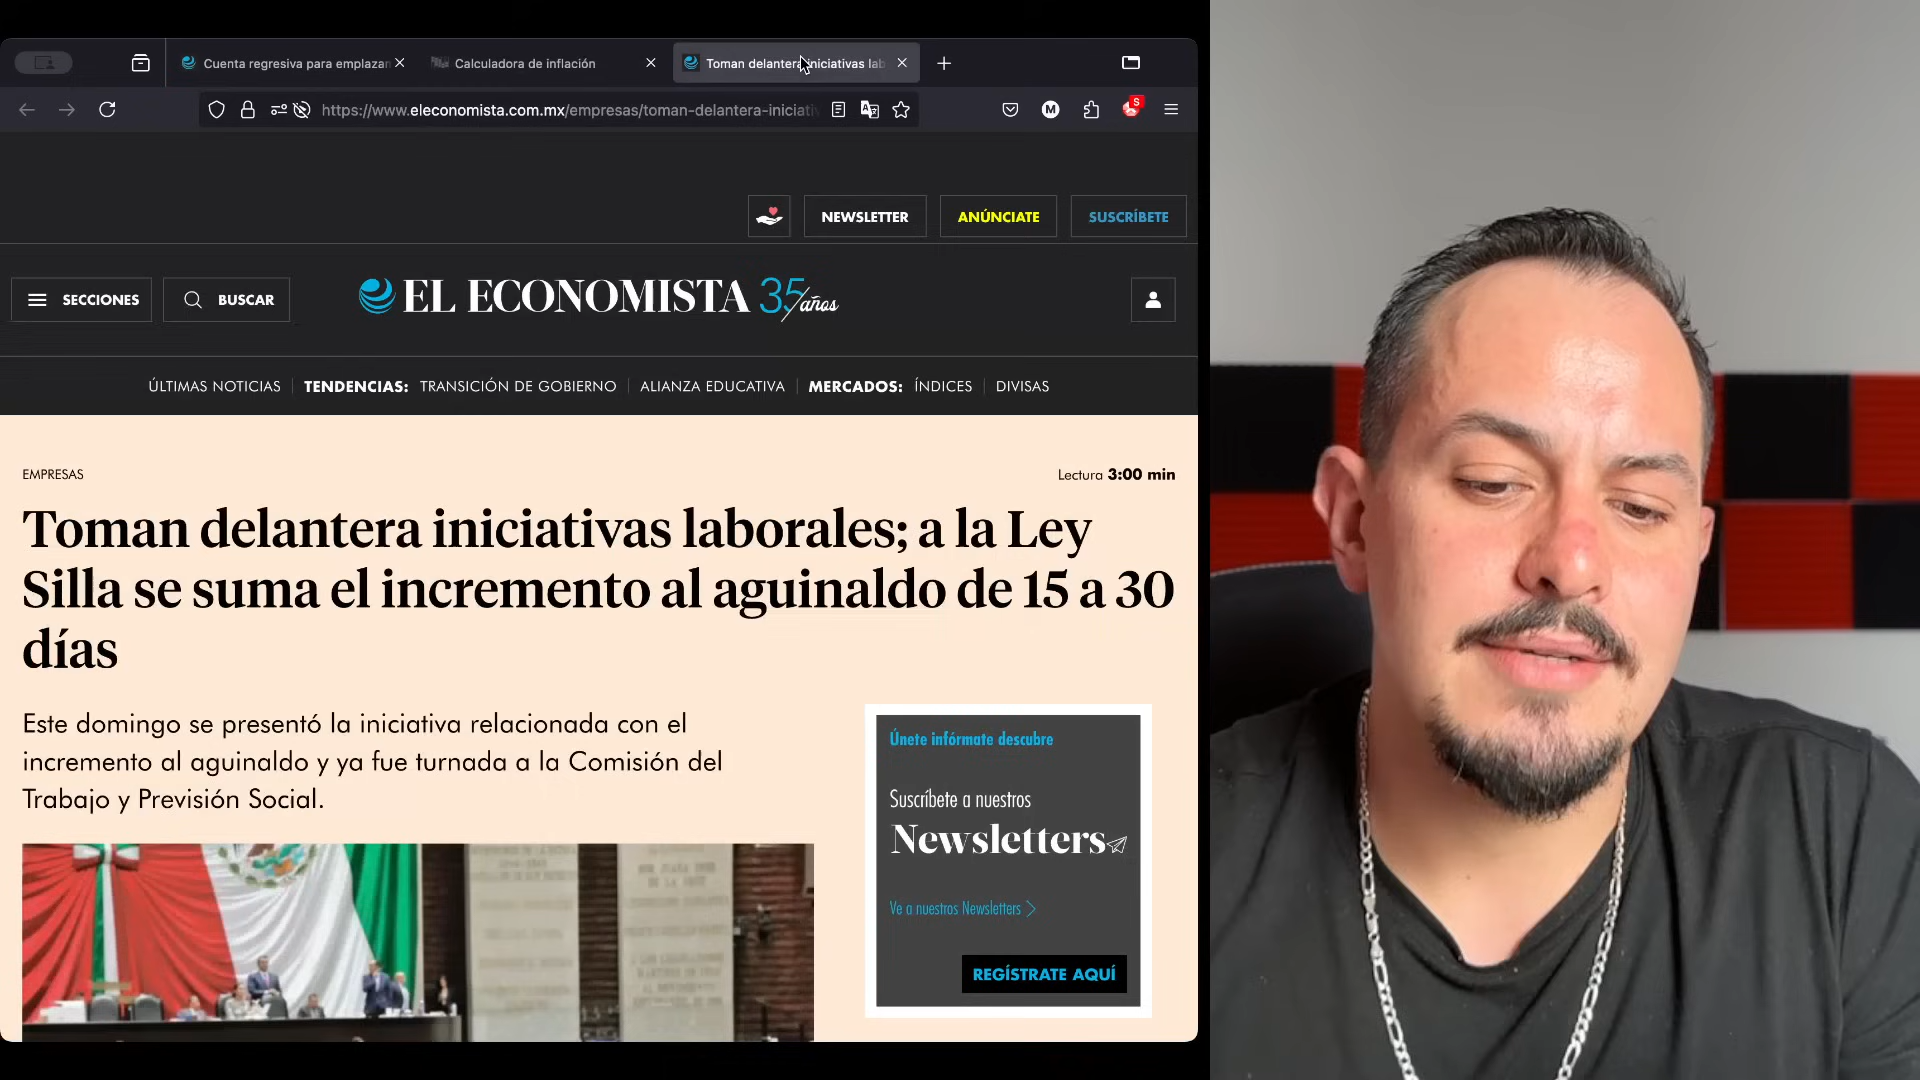 Cuenta regresiva para emplazar
Calculadora de inflación
Toman delantera iniciativas lab
https://www.eleconomista.com.mx/empresas/toman-delantera-iniciativ
M
S
NEWSLETTER
ANÚNCIATE
SUSCRÍBETE
SECCIONES
BUSCAR
EL ECONOMISTA 35 años
ÚLTIMAS NOTICIAS
TENDENCIAS:
TRANSICIÓN DE GOBIERNO
ALIANZA EDUCATIVA
MERCADOS:
ÍNDICES
DIVISAS
EMPRESAS
Lectura 3:00 min
Toman delantera iniciativas laborales; a la Ley
Silla se suma el incremento al aguinaldo de 15 a 30
días
Este domingo se presentó la iniciativa relacionada con el
incremento al aguinaldo y ya fue turnada a la Comisión del
Trabajo y Previsión Social.
Únete infórmate descubre
Suscríbete a nuestros
Newsletters
Ve a nuestros Newsletters
REGÍSTRATE AQUÍ